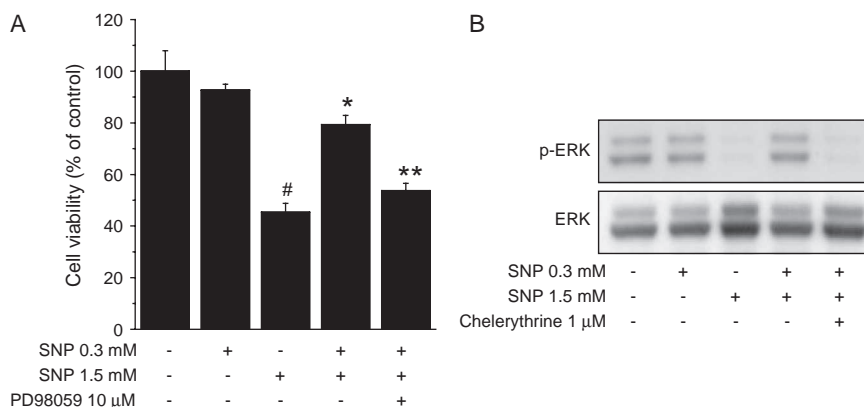 A
Cell viability (% of control)
120
100
80
60
40
20
0
#
*
**
SNP 0.3 mM - + - + +
SNP 1.5 mM - - + + +
PD98059 10 μM - - - - +
B
p-ERK
ERK
SNP 0.3 mM - + - + +
SNP 1.5 mM - - + + +
Chelerythrine 1 μM - - - - +